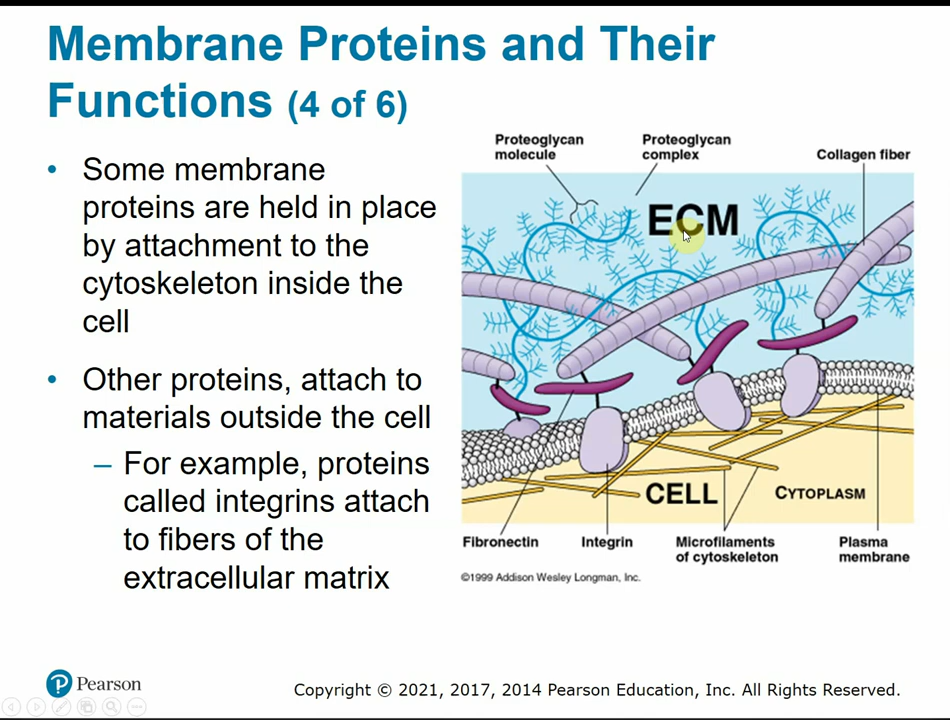 Membrane Proteins and Their
Functions (4 of 6)
• Some membrane
proteins are held in place
by attachment to the
cytoskeleton inside the
cell
• Other proteins, attach to
materials outside the cell
– For example, proteins
called integrins attach
to fibers of the
extracellular matrix
Proteoglycan
molecule
Proteoglycan
complex
Collagen fiber
ECM
CELL
CYTOPLASM
Fibronectin
Integrin
Microfilaments
of cytoskeleton
Plasma
membrane
©1999 Addison Wesley Longman, Inc.
P Pearson
Copyright © 2021, 2017, 2014 Pearson Education, Inc. All Rights Reserved.